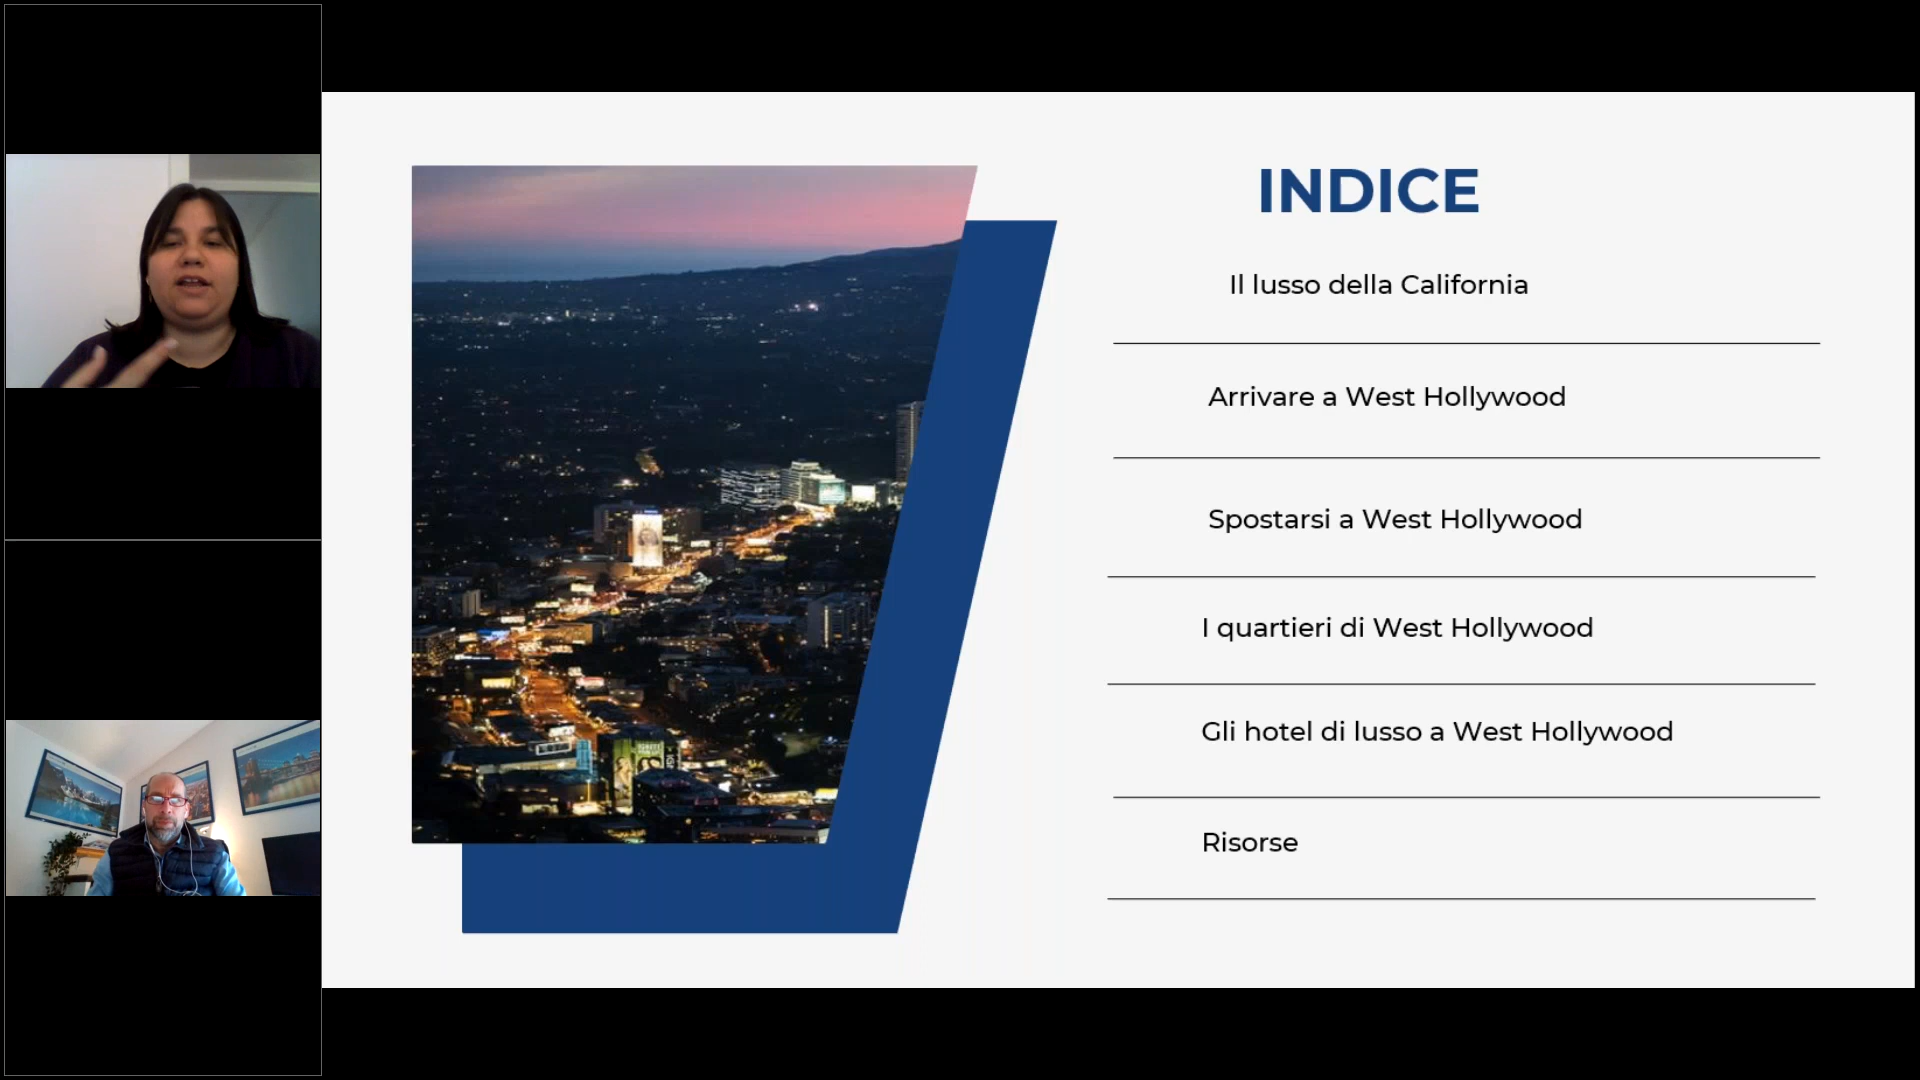 INDICE
Il lusso della California
Arrivare a West Hollywood
Spostarsi a West Hollywood
I quartieri di West Hollywood
Gli hotel di lusso a West Hollywood
Risorse